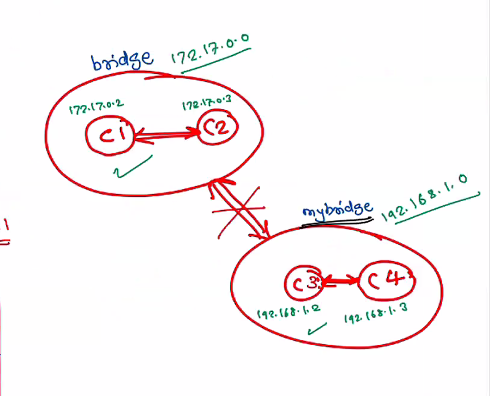 bridge 172.17.0.0
172.17.0.2 172.17.0.3
C1 C2
mybridge 192.168.1.0
1
C3 C4
192.168.1.2 192.168.1.3